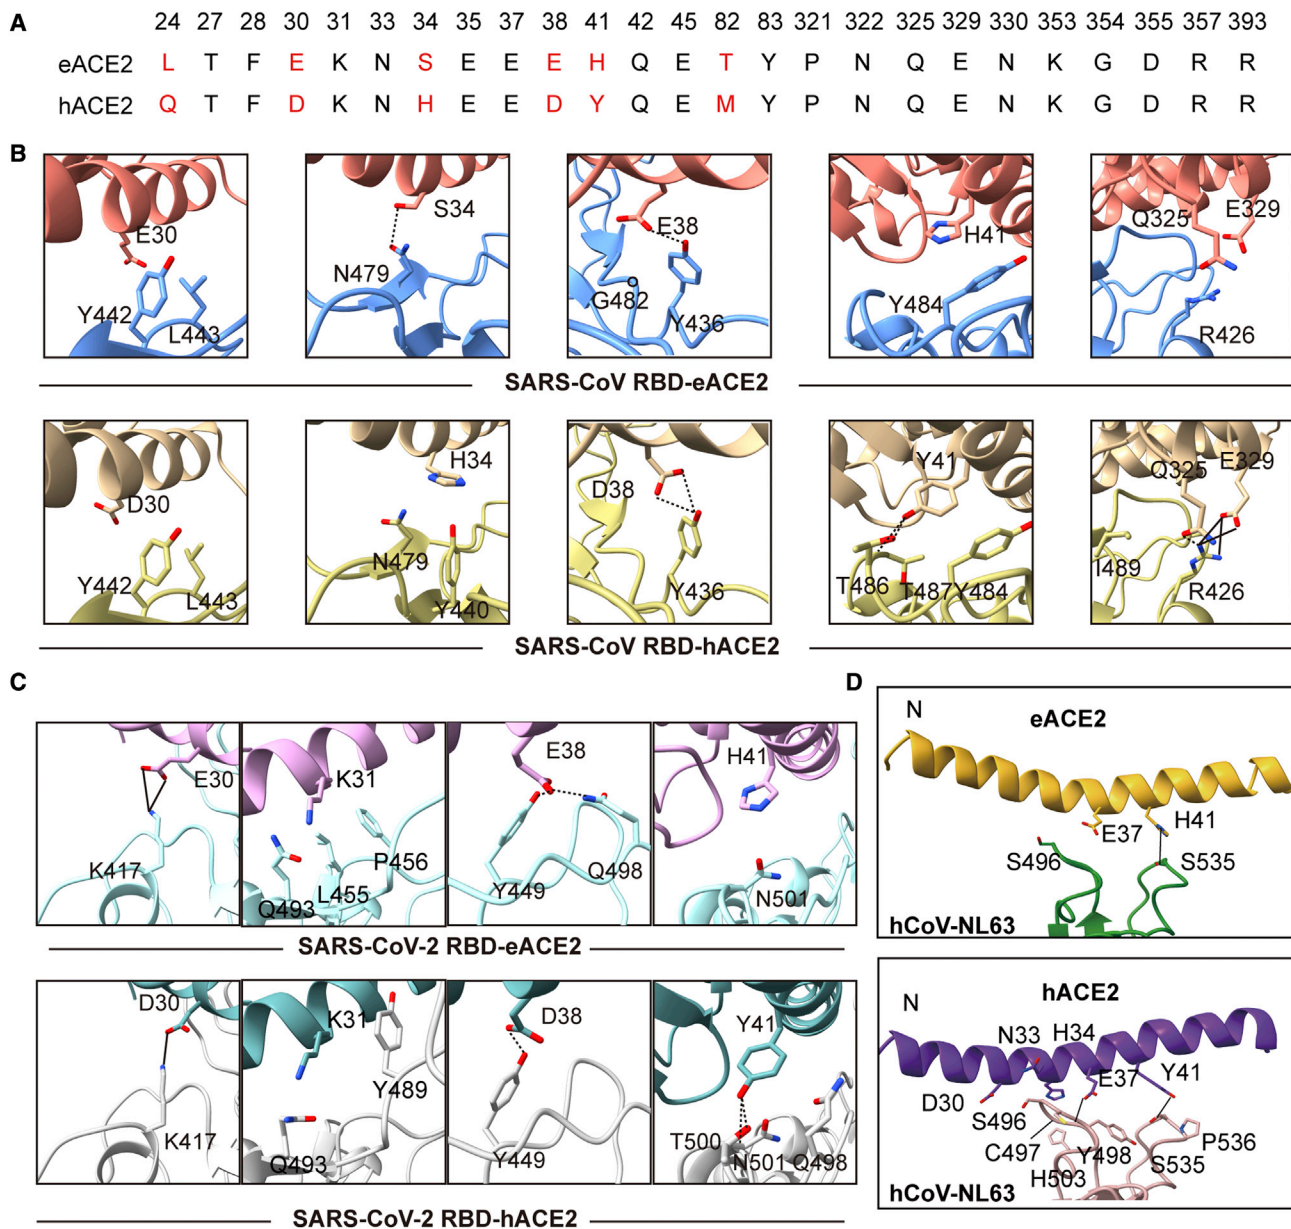 A
24 27 28 30 31 33 34 35 37 38 41 42 45 82 83 321 322 325 329 330 353 354 355 357 393
eACE2 L T F E K N S E E E H Q E T Y P N Q E N K G D R R
hACE2 Q T F D K N H E E D Y Q E M Y P N Q E N K G D R R
B
E30 Y442 L443
S34 N479
E38 G482 Y436
H41 Y484
Q325 E329 R426
SARS-CoV RBD-eACE2
D30 Y442 L443
H34 N479 Y440
D38 Y436
Y41 T486 T487 Y484
Q325 E329 I489 R426
SARS-CoV RBD-hACE2
C
E30 K417
K31 P456 L455 Q493
E38 Y449 Q498
H41 N501
SARS-CoV-2 RBD-eACE2
D30 K417
K31 Y489 Q493
D38 Y449
Y41 T500 N501 Q498
SARS-CoV-2 RBD-hACE2
D
N eACE2
E37 H41
S496 S535
hCoV-NL63
N hACE2
N33 H34 E37 Y41
D30 S496 C497 H503 Y498 S535 P536
hCoV-NL63